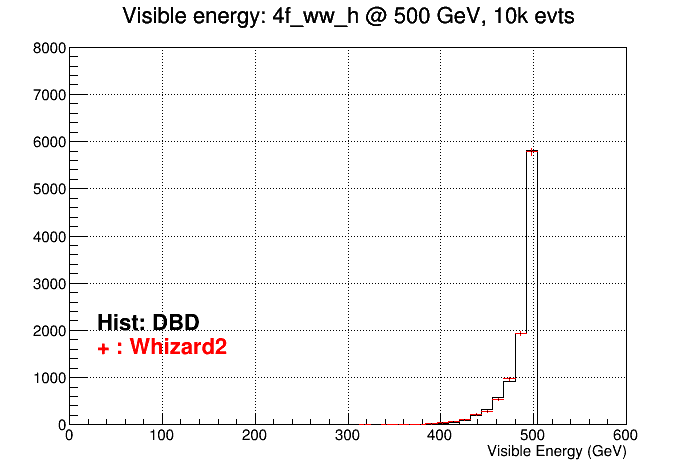 Visible energy: 4f_ww_h @ 500 GeV, 10k evts
8000
7000
6000
5000
4000
3000
2000
1000
0
Hist: DBD
+ : Whizard2
0 100 200 300 400 500 600
Visible Energy (GeV)